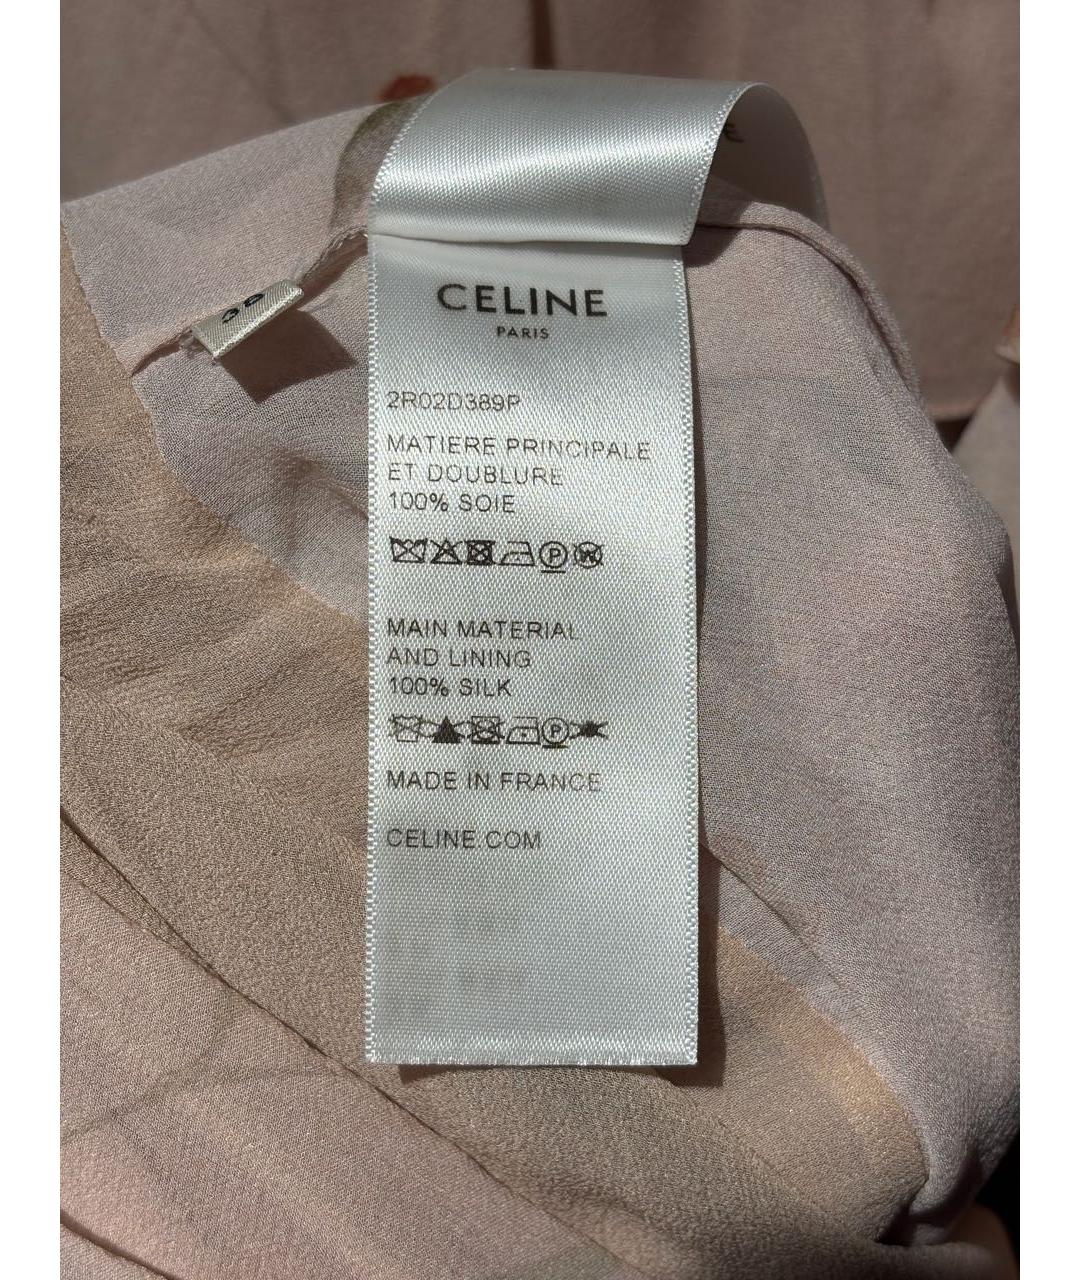 CELINE
PARIS
2R02D389P
MATIERE PRINCIPALE
ET DOUBLURE
100% SOIE
P
MAIN MATERIAL
AND LINING
100% SILK
P
MADE IN FRANCE
CELINE.COM